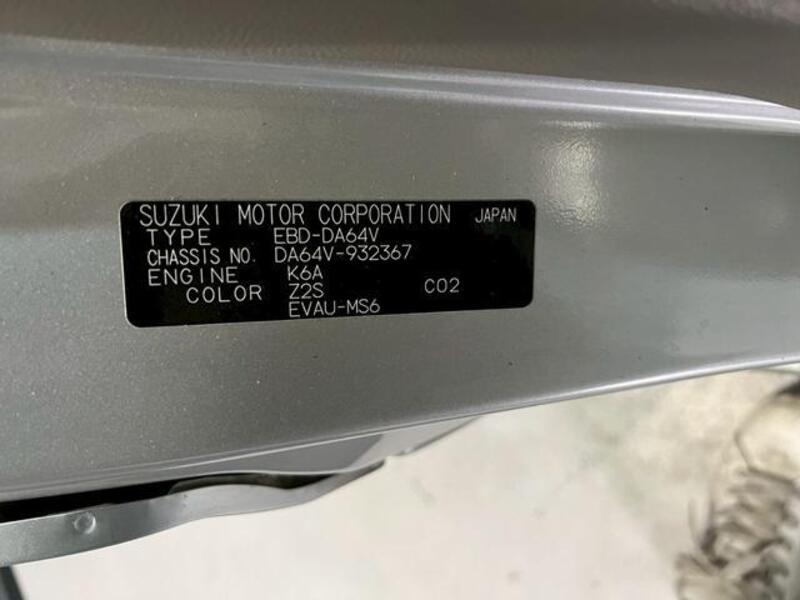 SUZUKI MOTOR CORPORATION JAPAN
TYPE EBD-DA64V
CHASSIS NO. DA64V-932367
ENGINE K6A
COLOR Z2S C02
EVAU-MS6